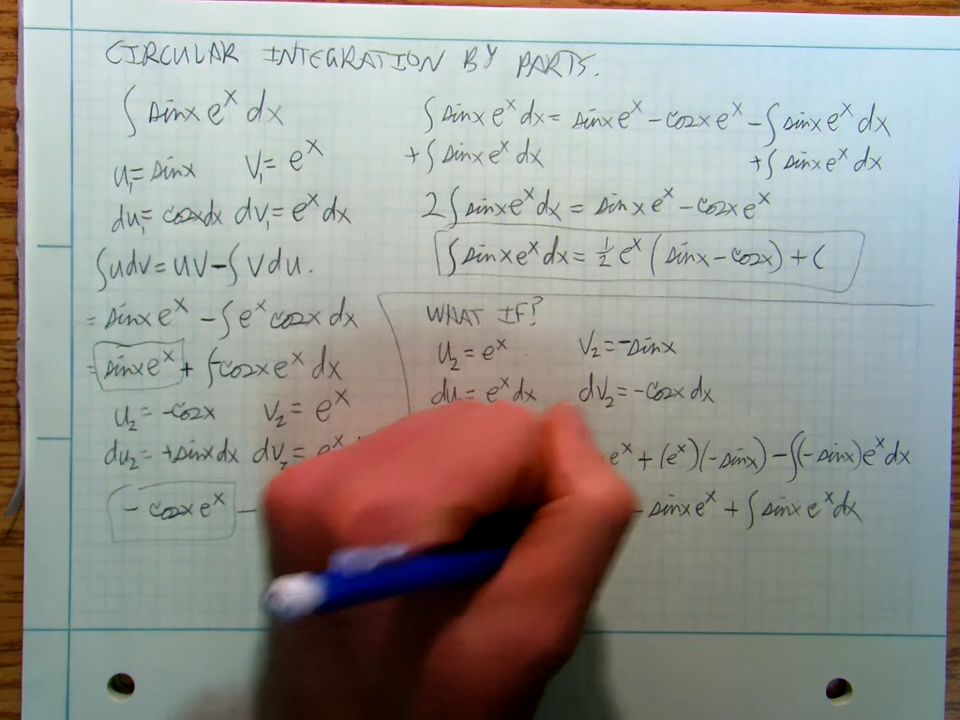 CIRCULAR INTEGRATION BY PARTS.
∫ sinx e^x dx
u₁= sinx V₁= e^x
du₁= cosxdx dv₁= e^x dx
∫udv = uv - ∫Vdu.
= sinx e^x - ∫e^x cosx dx
= sinx e^x + ∫-cosx e^x dx
u₂= -cosx V₂= e^x
du₂= +sinxdx dv₂= e^x
- cosx e^x -
∫ sinx e^x dx = sinx e^x - cosx e^x - ∫ sinx e^x dx
+∫ sinx e^x dx +∫ sinx e^x dx
2∫ sinx e^x dx = sinx e^x - cosx e^x
∫ sinx e^x dx = ½ e^x (sinx - cosx) + C
WHAT IF?
u₂ = e^x V₂ = -sinx
du = e^x dx dV₂ = -cosx dx
e^x + (e^x)(-sinx) - ∫(-sinx)e^x dx
- sinx e^x + ∫ sinx e^x dx